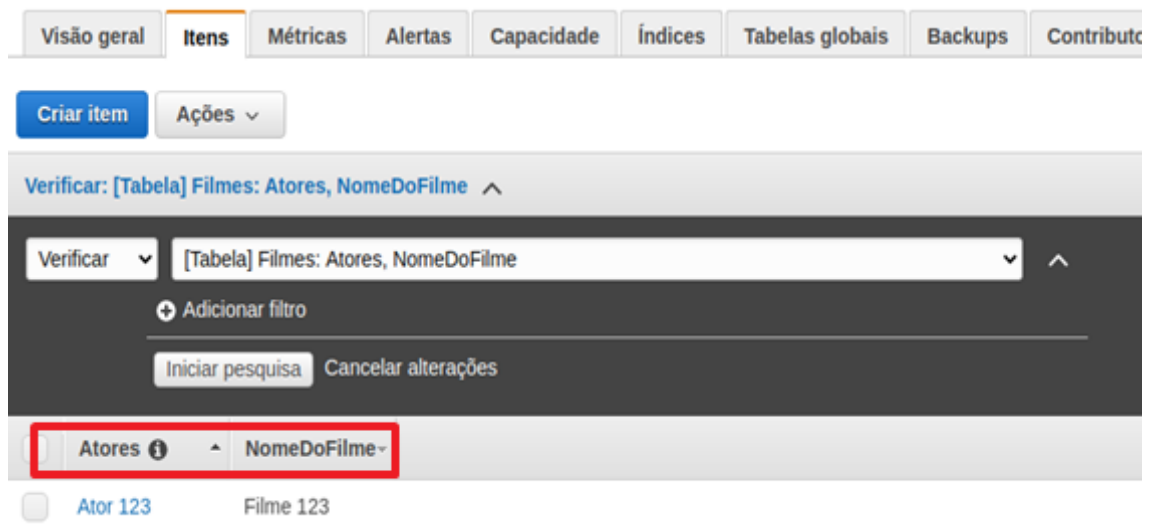 Visão geral Itens Métricas Alertas Capacidade Índices Tabelas globais Backups Contributo
Criar item Ações
Verificar: [Tabela] Filmes: Atores, NomeDoFilme
Verificar [Tabela] Filmes: Atores, NomeDoFilme
Adicionar filtro
Iniciar pesquisa Cancelar alterações
Atores NomeDoFilme
Ator 123 Filme 123